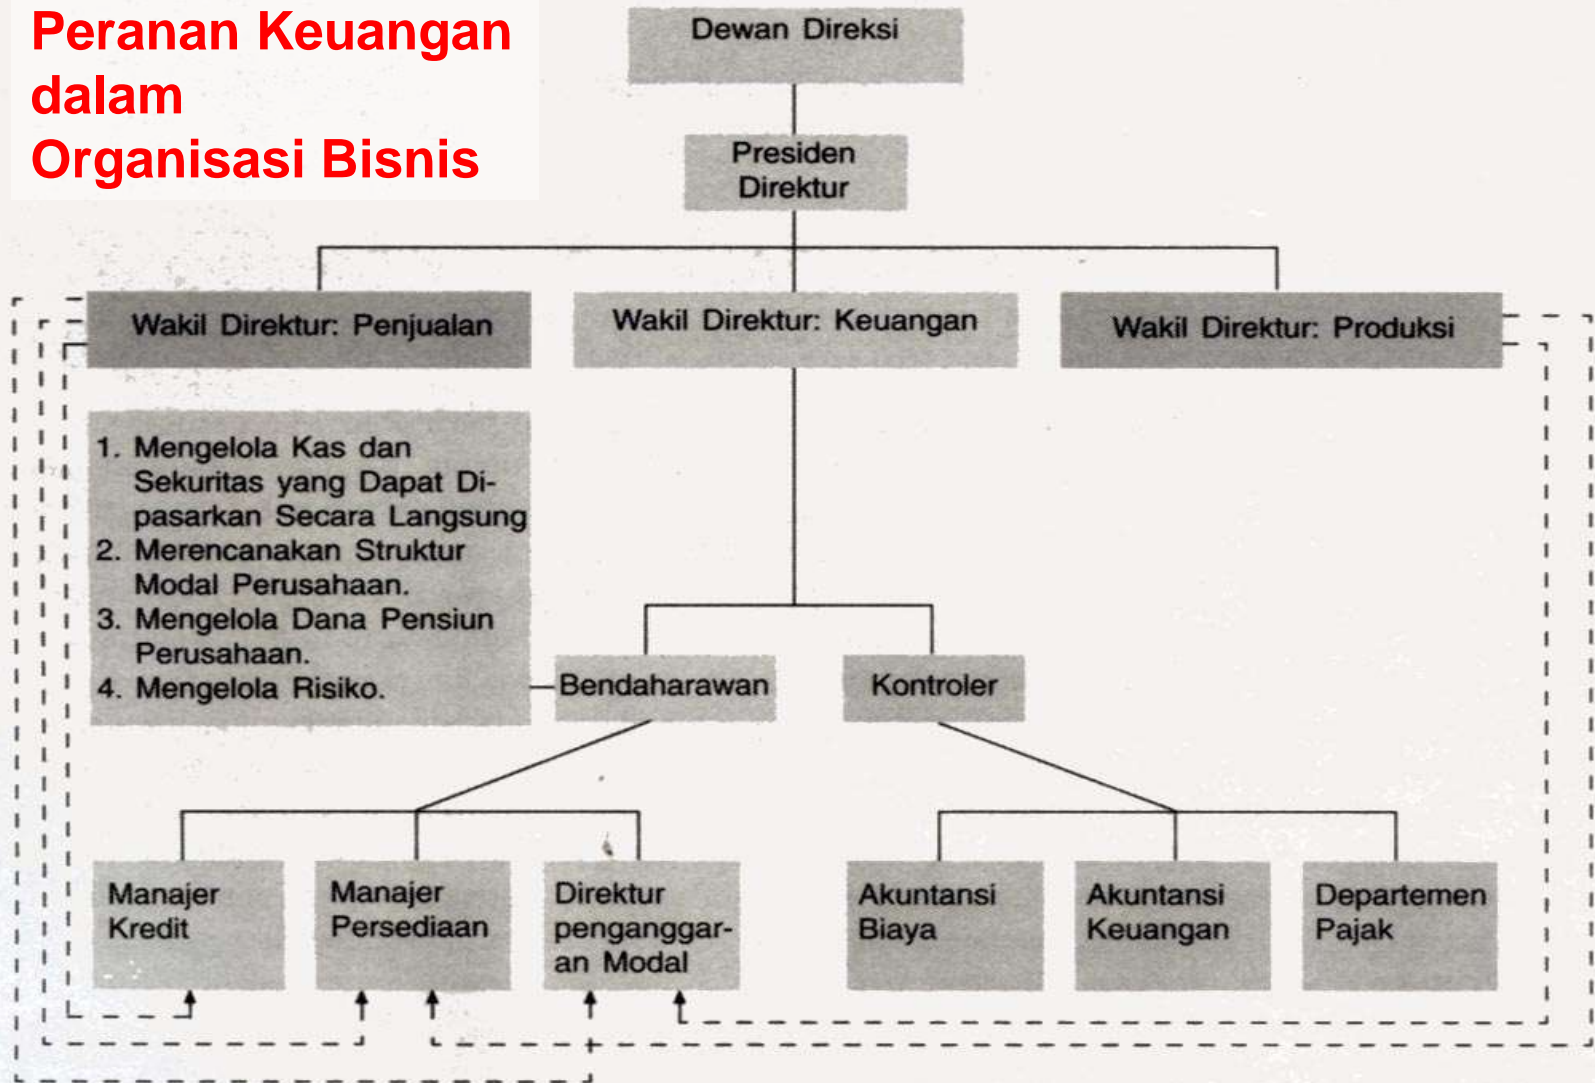 Peranan Keuangan
dalam
Organisasi Bisnis
Dewan Direksi
Presiden
Direktur
Wakil Direktur: Penjualan
Wakil Direktur: Keuangan
Wakil Direktur: Produksi
1. Mengelola Kas dan
Sekuritas yang Dapat Di-
pasarkan Secara Langsung
2. Merencanakan Struktur
Modal Perusahaan.
3. Mengelola Dana Pensiun
Perusahaan.
4. Mengelola Risiko.
Bendaharawan
Kontroler
Manajer
Kredit
Manajer
Persediaan
Direktur
penganggar-
an Modal
Akuntansi
Biaya
Akuntansi
Keuangan
Departemen
Pajak